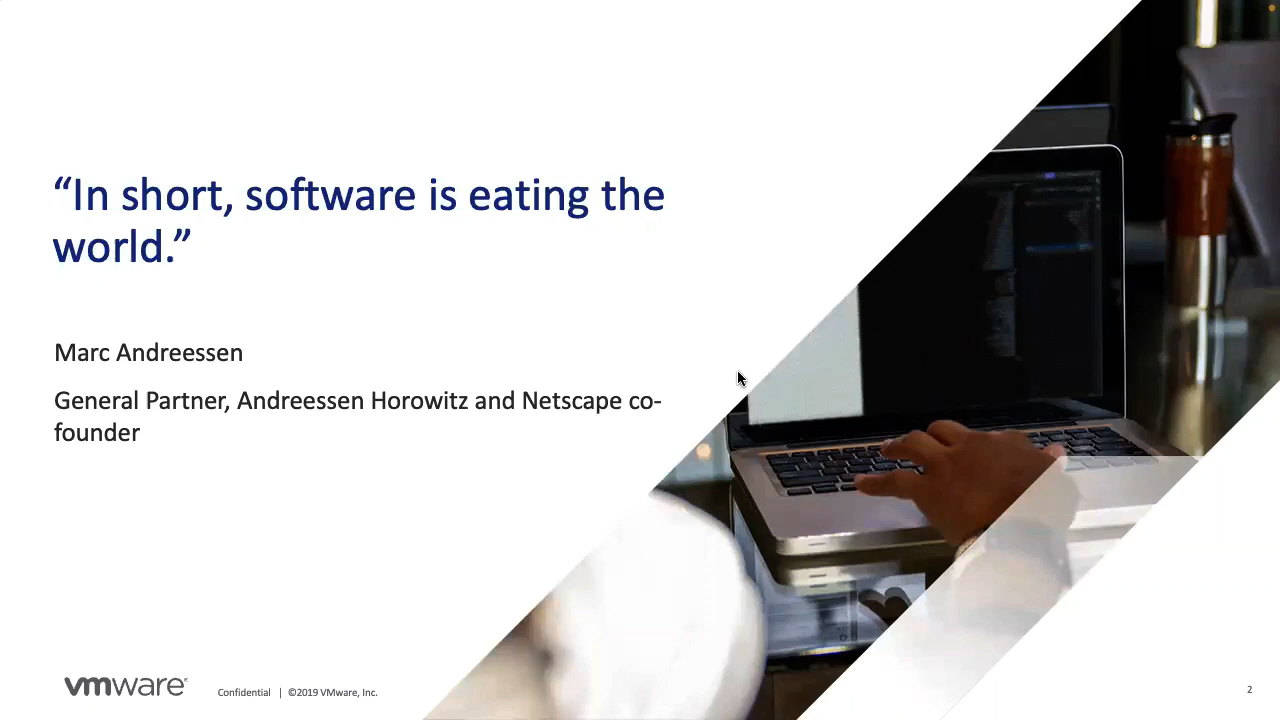 “In short, software is eating the
world.”
Marc Andreessen
General Partner, Andreessen Horowitz and Netscape co-
founder
vmware®
Confidential | ©2019 VMware, Inc.
2